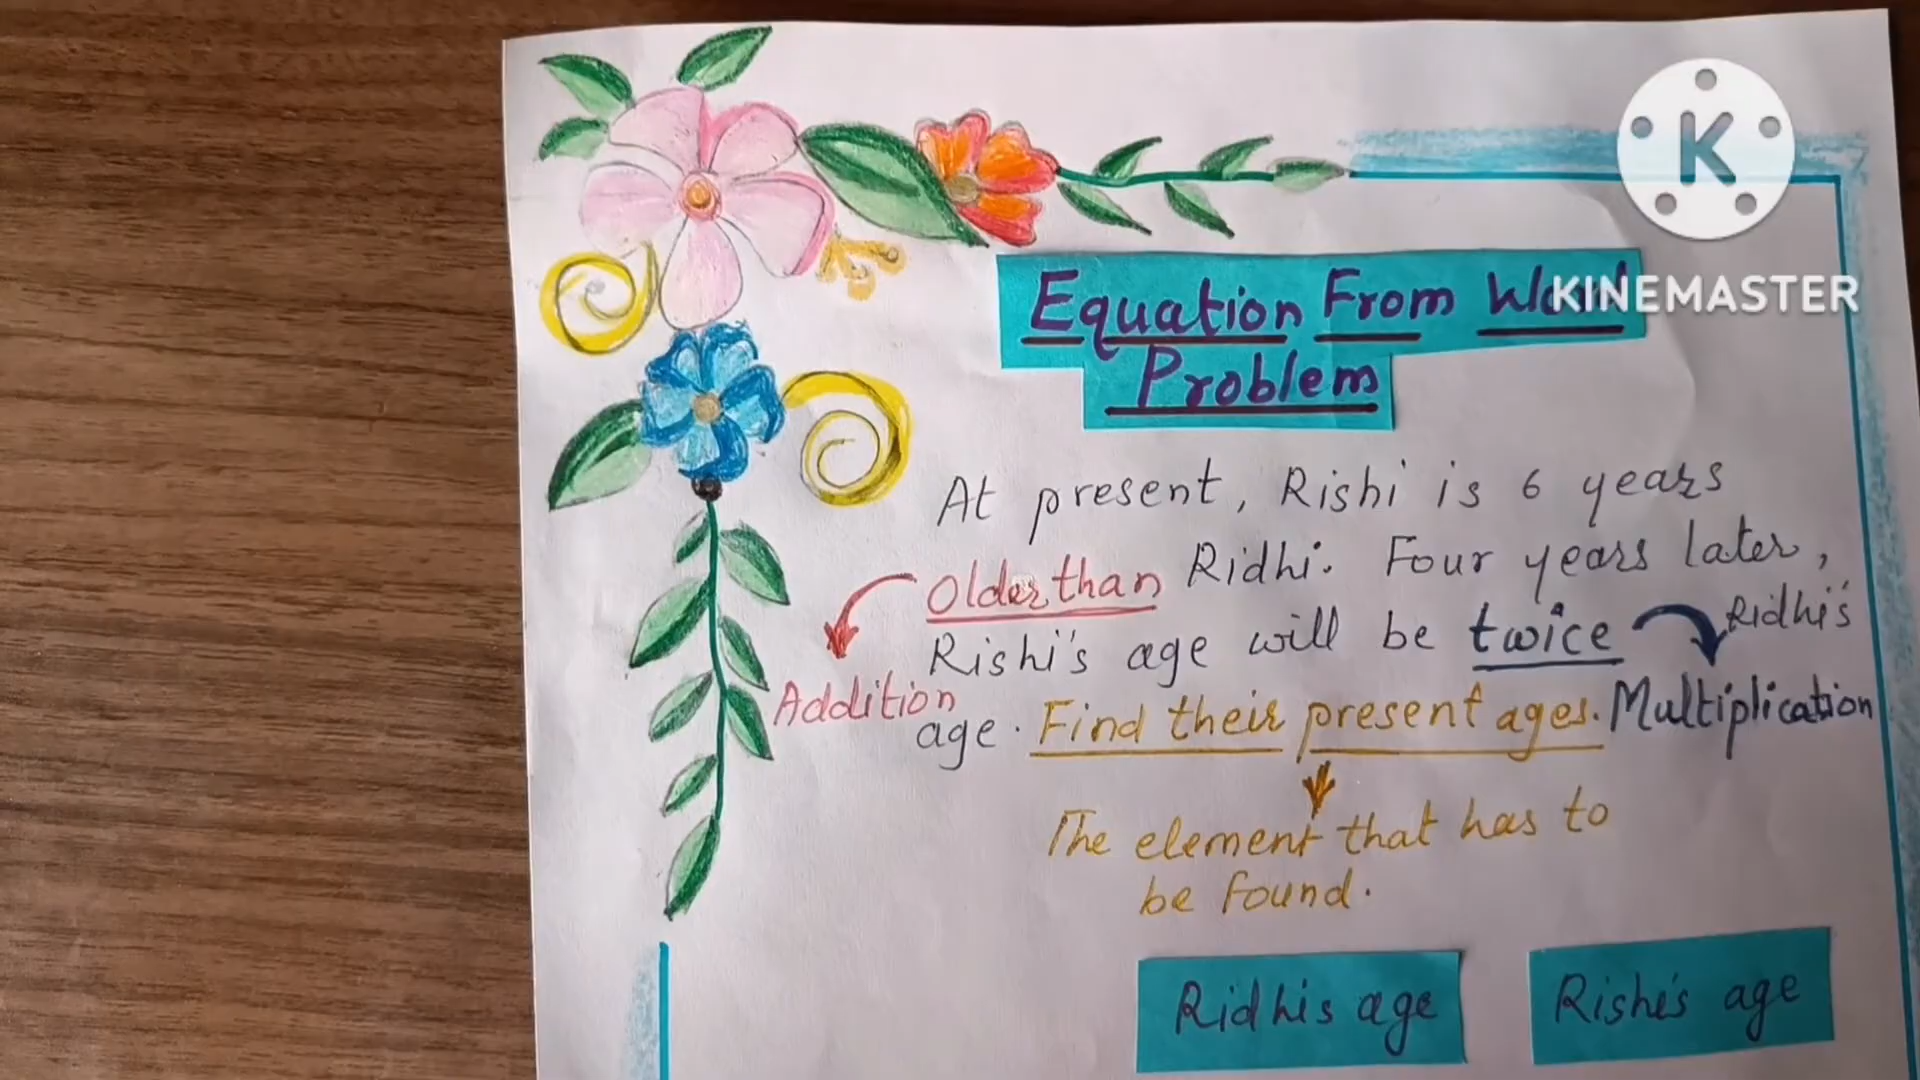 K
KINEMASTER
Equation From
Problem
At present, Rishi is 6 years
Older than Ridhi. Four years later,
Rishi's age will be twice Ridhi's
Addition
age. Find their present ages. Multiplication
The element that has to
be found.
Ridhis age
Rishi's age